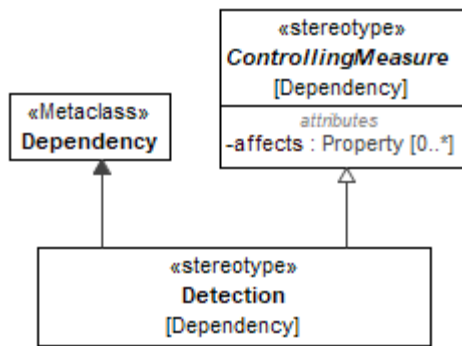 «stereotype»
ControllingMeasure
[Dependency]
attributes
-affects : Property [0..*]
«Metaclass»
Dependency
«stereotype»
Detection
[Dependency]